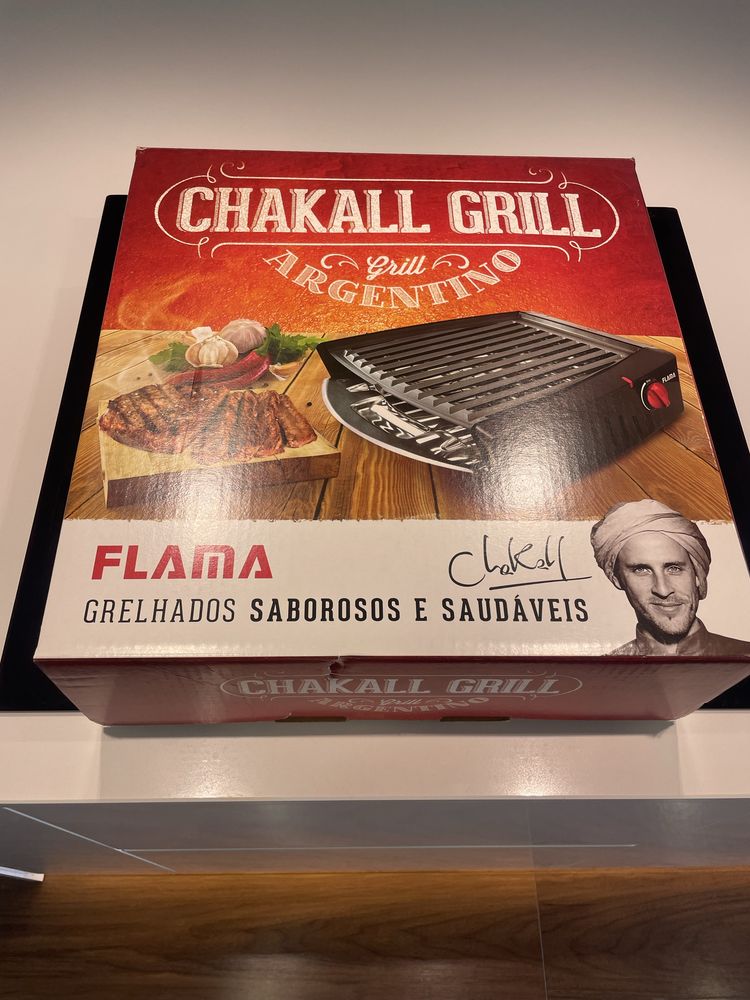 CHAKALL GRILL
Grill
ARGENTINO
FLAMA
FLAMA
Chakall
GRELHADOS SABOROSOS E SAUDÁVEIS
CHAKALL GRILL
Grill
ARGENTINO